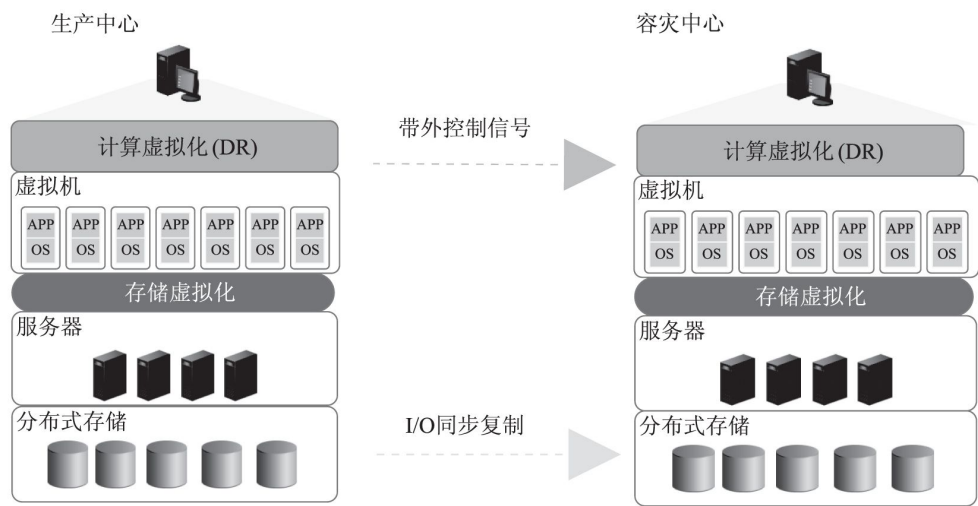 生产中心
容灾中心
计算虚拟化(DR)
带外控制信号
计算虚拟化(DR)
虚拟机
APP APP APP APP APP APP APP
OS OS OS OS OS OS OS
虚拟机
APP APP APP APP APP APP APP
OS OS OS OS OS OS OS
存储虚拟化
存储虚拟化
服务器
服务器
分布式存储
I/O同步复制
分布式存储